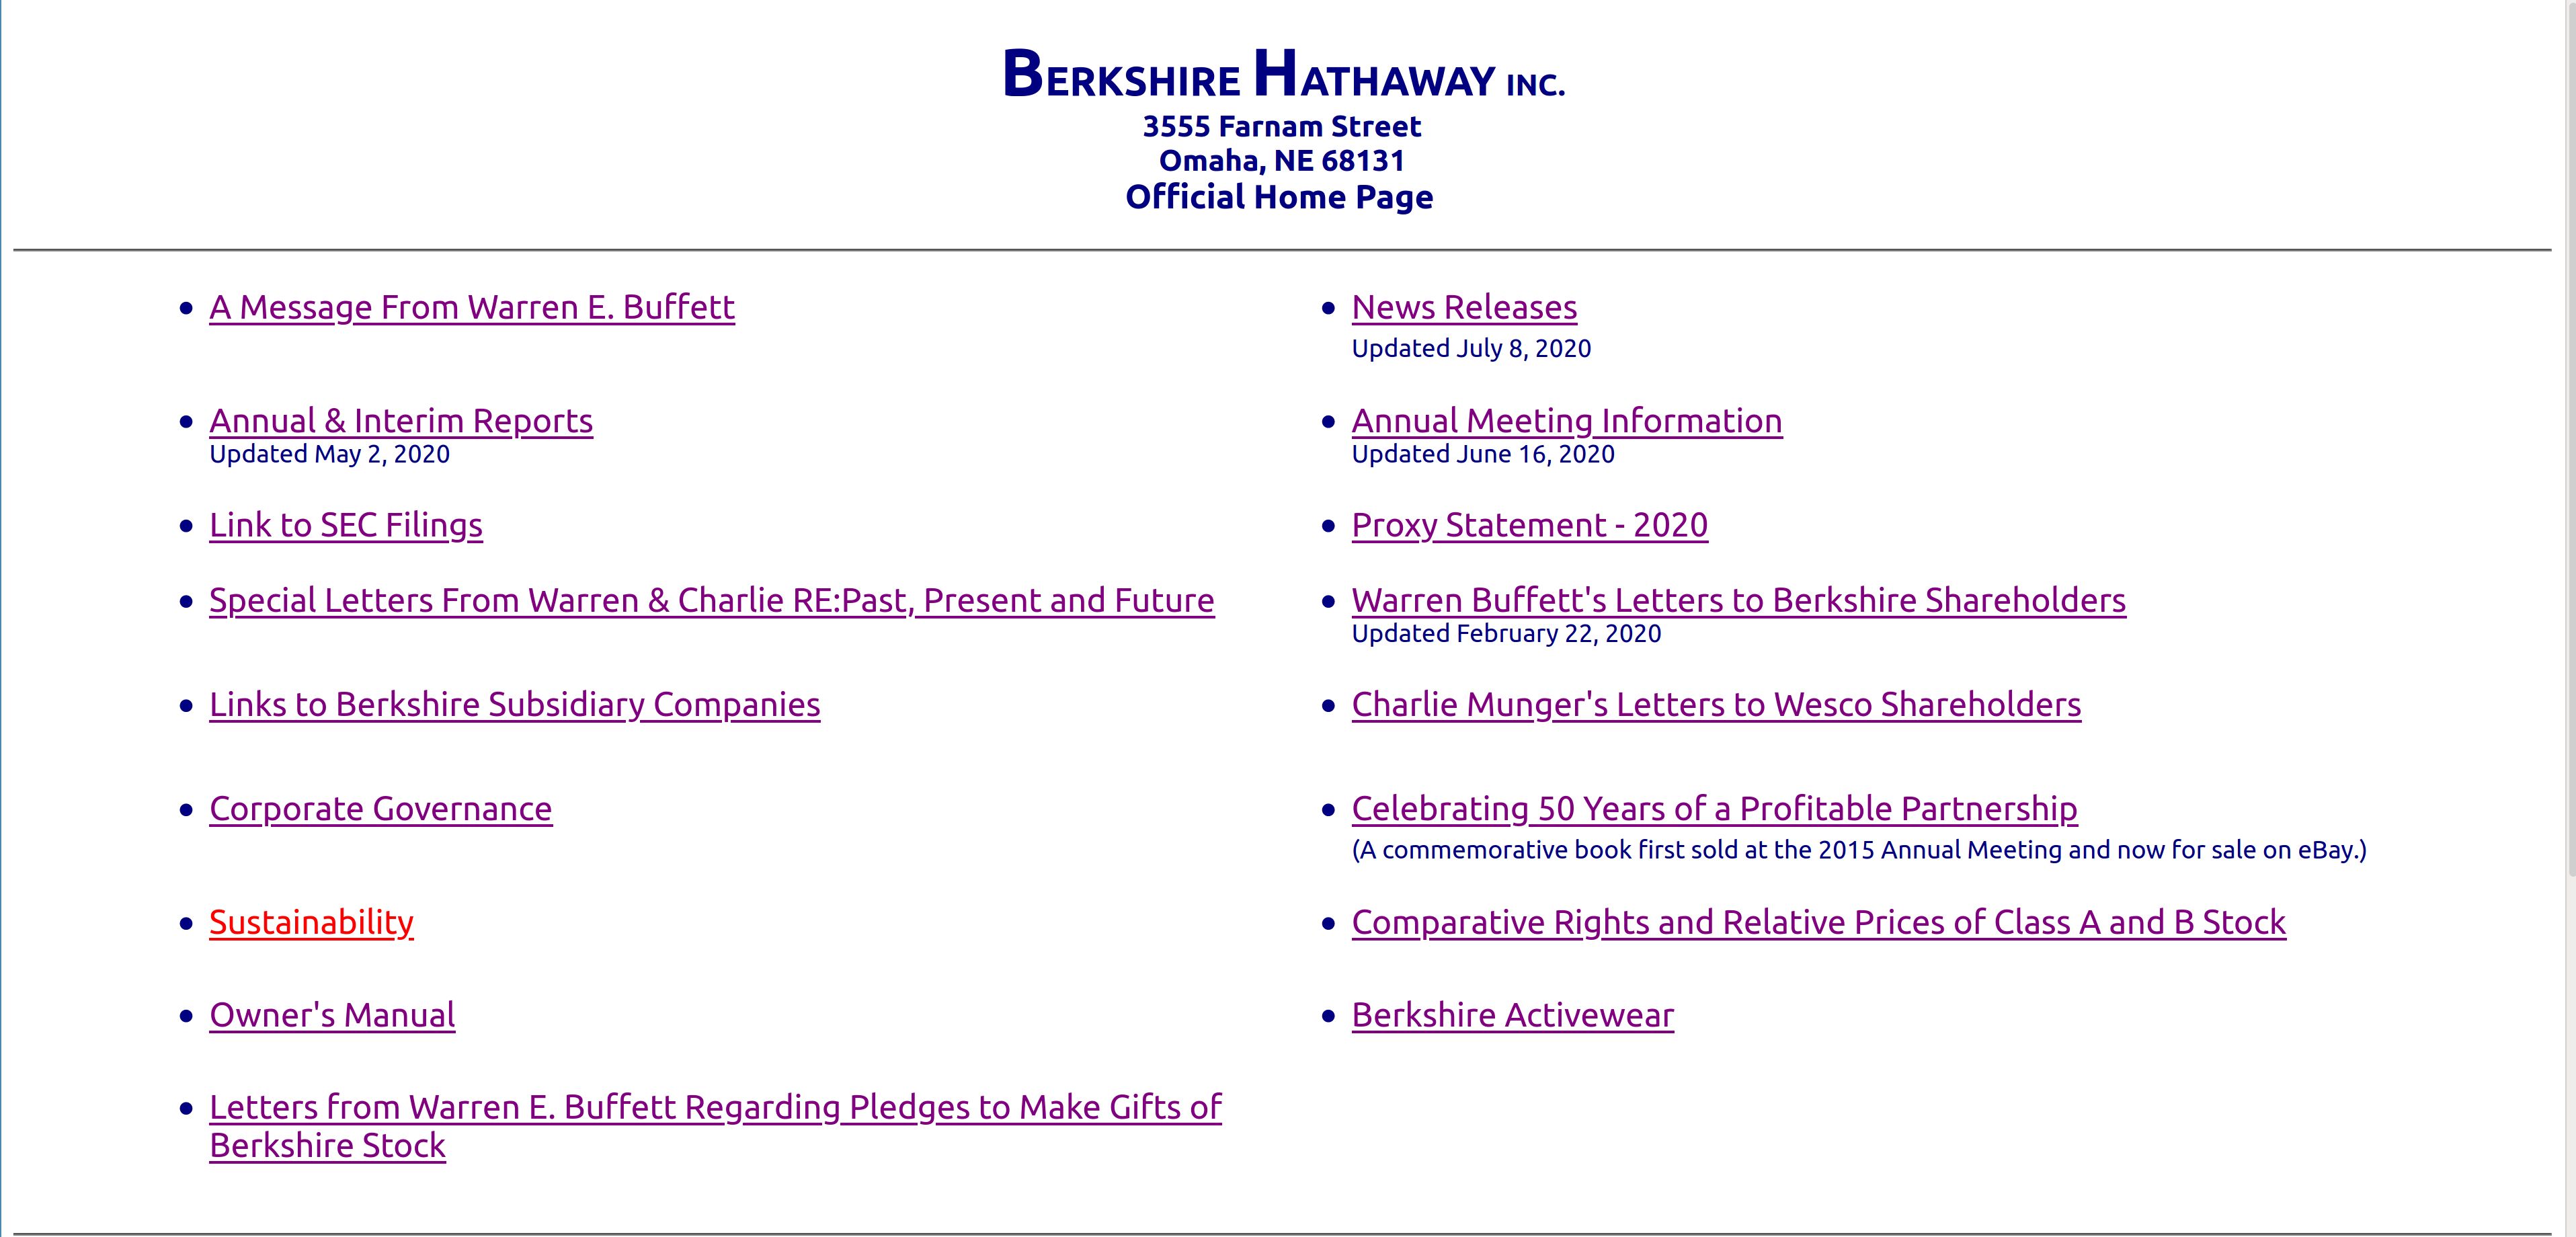 BERKSHIRE HATHAWAY INC.
3555 Farnam Street
Omaha, NE 68131
Official Home Page
A Message From Warren E. Buffett
News Releases
Updated July 8, 2020
Annual & Interim Reports
Updated May 2, 2020
Annual Meeting Information
Updated June 16, 2020
Link to SEC Filings
Proxy Statement - 2020
Special Letters From Warren & Charlie RE:Past, Present and Future
Warren Buffett's Letters to Berkshire Shareholders
Updated February 22, 2020
Links to Berkshire Subsidiary Companies
Charlie Munger's Letters to Wesco Shareholders
Corporate Governance
Celebrating 50 Years of a Profitable Partnership
(A commemorative book first sold at the 2015 Annual Meeting and now for sale on eBay.)
Sustainability
Comparative Rights and Relative Prices of Class A and B Stock
Owner's Manual
Berkshire Activewear
Letters from Warren E. Buffett Regarding Pledges to Make Gifts of
Berkshire Stock